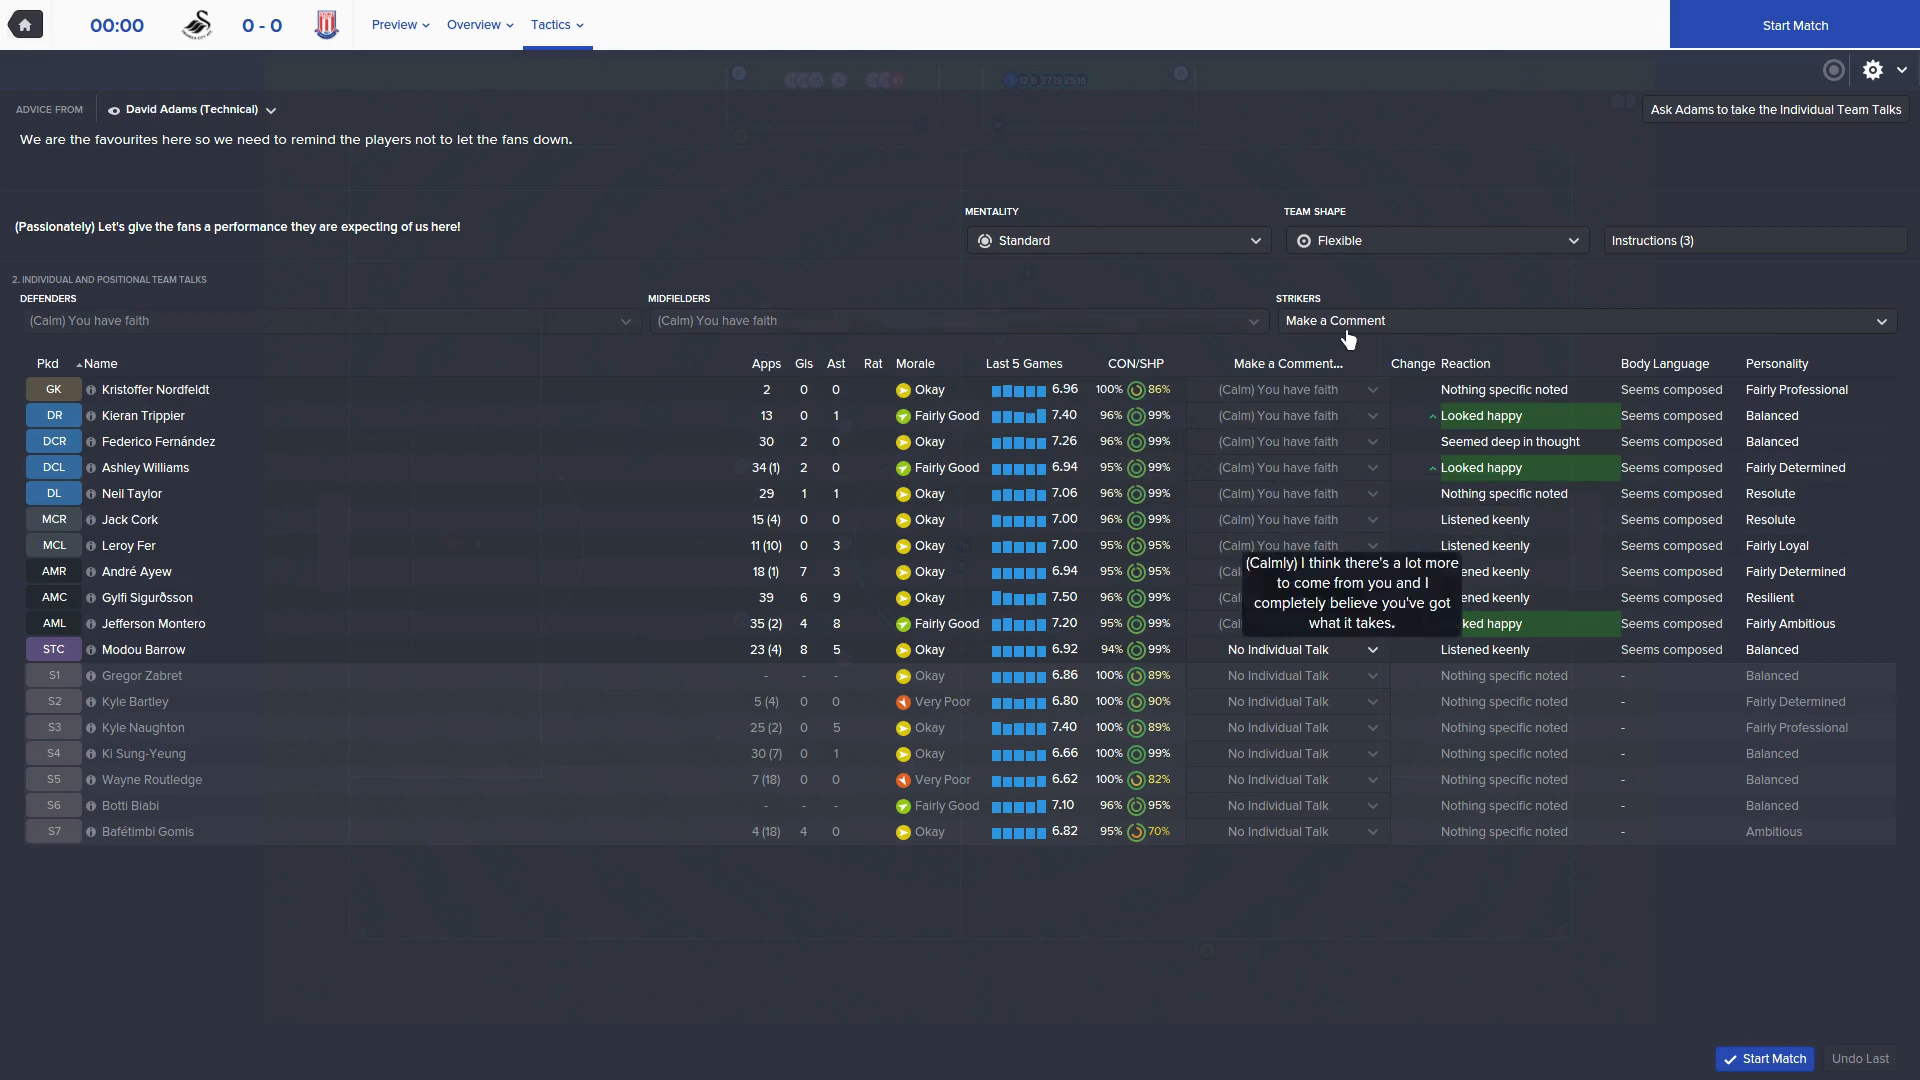 00:00 0 - 0 Preview Overview Tactics Start Match
ADVICE FROM David Adams (Technical) Ask Adams to take the Individual Team Talks
We are the favourites here so we need to remind the players not to let the fans down.
MENTALITY TEAM SHAPE
(Passionately) Let's give the fans a performance they are expecting of us here!
Standard Flexible Instructions (3)
2. INDIVIDUAL AND POSITIONAL TEAM TALKS
DEFENDERS MIDFIELDERS STRIKERS
(Calm) You have faith (Calm) You have faith Make a Comment
Pkd Name Apps Gls Ast Rat Morale Last 5 Games CON/SHP Make a Comment... Change Reaction Body Language Personality
GK Kristoffer Nordfeldt 2 0 0 Okay 6.96 100% 86% (Calm) You have faith Nothing specific noted Seems composed Fairly Professional
DR Kieran Trippier 13 0 1 Fairly Good 7.40 96% 99% (Calm) You have faith Looked happy Seems composed Balanced
DCR Federico Fernández 30 2 0 Okay 7.26 96% 99% (Calm) You have faith Seemed deep in thought Seems composed Balanced
DCL Ashley Williams 34 (1) 2 0 Fairly Good 6.94 95% 99% (Calm) You have faith Looked happy Seems composed Fairly Determined
DL Neil Taylor 29 1 1 Okay 7.06 96% 99% (Calm) You have faith Nothing specific noted Seems composed Resolute
MCR Jack Cork 15 (4) 0 0 Okay 7.00 96% 99% (Calm) You have faith Listened keenly Seems composed Resolute
MCL Leroy Fer 11 (10) 0 3 Okay 7.00 95% 95% (Calm) You have faith Listened keenly Seems composed Fairly Loyal
(Calmly) I think there's a lot more
to come from you and I
completely believe you've got
what it takes.
AMR André Ayew 18 (1) 7 3 Okay 6.94 95% 95% (Cal ened keenly Seems composed Fairly Determined
AMC Gylfi Sigurðsson 39 6 9 Okay 7.50 96% 99% (Cal ened keenly Seems composed Resilient
AML Jefferson Montero 35 (2) 4 8 Fairly Good 7.20 95% 99% (Cal ked happy Seems composed Fairly Ambitious
STC Modou Barrow 23 (4) 8 5 Okay 6.92 94% 99% No Individual Talk Listened keenly Seems composed Balanced
S1 Gregor Zabret - - - Okay 6.86 100% 89% No Individual Talk Nothing specific noted - Balanced
S2 Kyle Bartley 5 (4) 0 0 Very Poor 6.80 100% 90% No Individual Talk Nothing specific noted - Fairly Determined
S3 Kyle Naughton 25 (2) 0 5 Okay 7.40 100% 89% No Individual Talk Nothing specific noted - Fairly Professional
S4 Ki Sung-Yeung 30 (7) 0 1 Okay 6.66 100% 99% No Individual Talk Nothing specific noted - Balanced
S5 Wayne Routledge 7 (18) 0 0 Very Poor 6.62 100% 82% No Individual Talk Nothing specific noted - Balanced
S6 Botti Biabi - - - Fairly Good 7.10 96% 95% No Individual Talk Nothing specific noted - Balanced
S7 Bafétimbi Gomis 4 (18) 4 0 Okay 6.82 95% 70% No Individual Talk Nothing specific noted - Ambitious
Start Match Undo Last